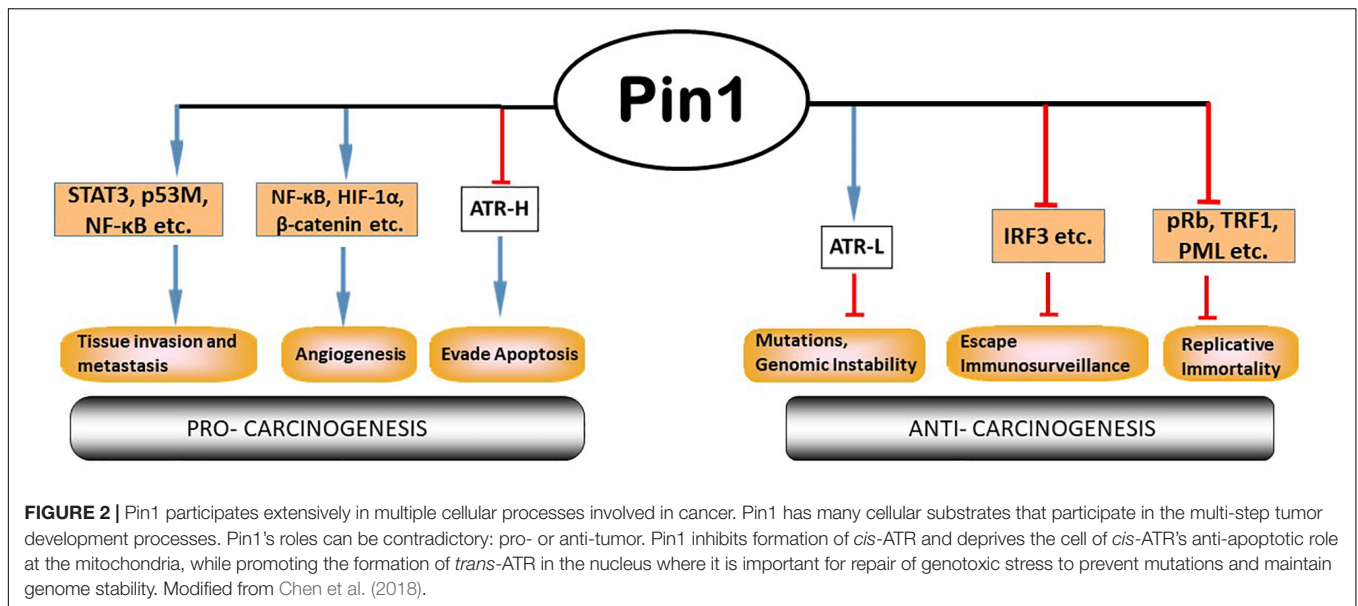 Pin1
STAT3, p53M,
NF-κB etc.
NF-κB, HIF-1α,
β-catenin etc.
ATR-H
ATR-L
IRF3 etc.
pRb, TRF1,
PML etc.
Tissue invasion and
metastasis
Angiogenesis
Evade Apoptosis
Mutations,
Genomic Instability
Escape
Immunosurveillance
Replicative
Immortality
PRO- CARCINOGENESIS
ANTI- CARCINOGENESIS
FIGURE 2 | Pin1 participates extensively in multiple cellular processes involved in cancer. Pin1 has many cellular substrates that participate in the multi-step tumor
development processes. Pin1's roles can be contradictory: pro- or anti-tumor. Pin1 inhibits formation of cis-ATR and deprives the cell of cis-ATR's anti-apoptotic role
at the mitochondria, while promoting the formation of trans-ATR in the nucleus where it is important for repair of genotoxic stress to prevent mutations and maintain
genome stability. Modified from Chen et al. (2018).